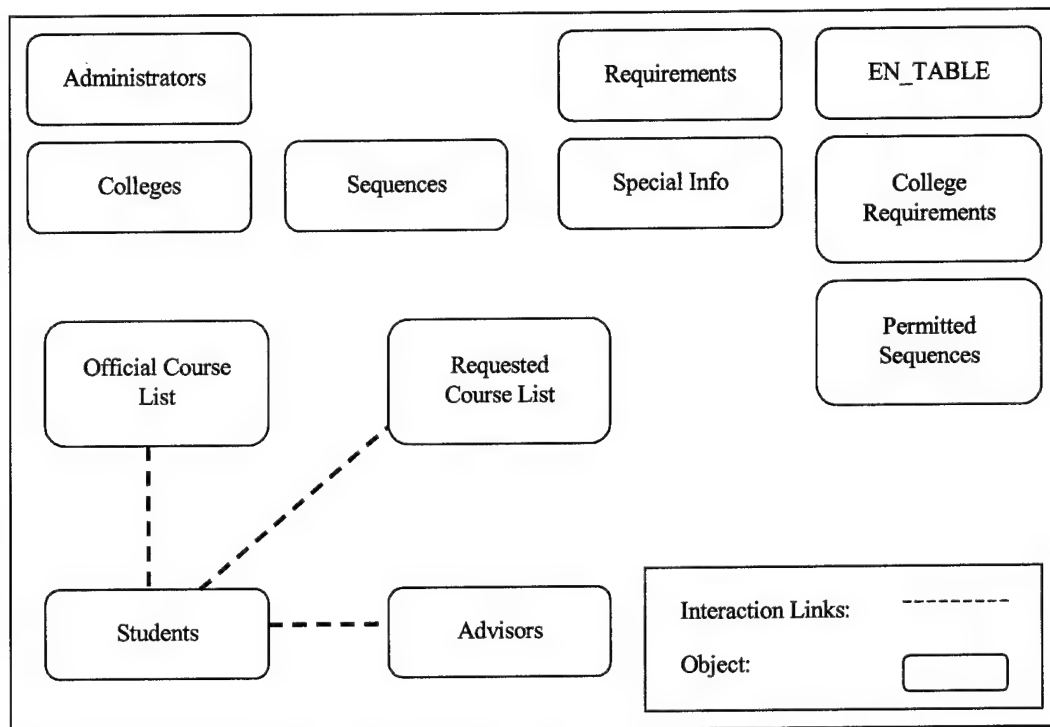 Administrators
Requirements
EN_TABLE
Colleges
Sequences
Special Info
College
Requirements
Permitted
Sequences
Official Course
List
Requested
Course List
Students
Advisors
Interaction Links:
Object: